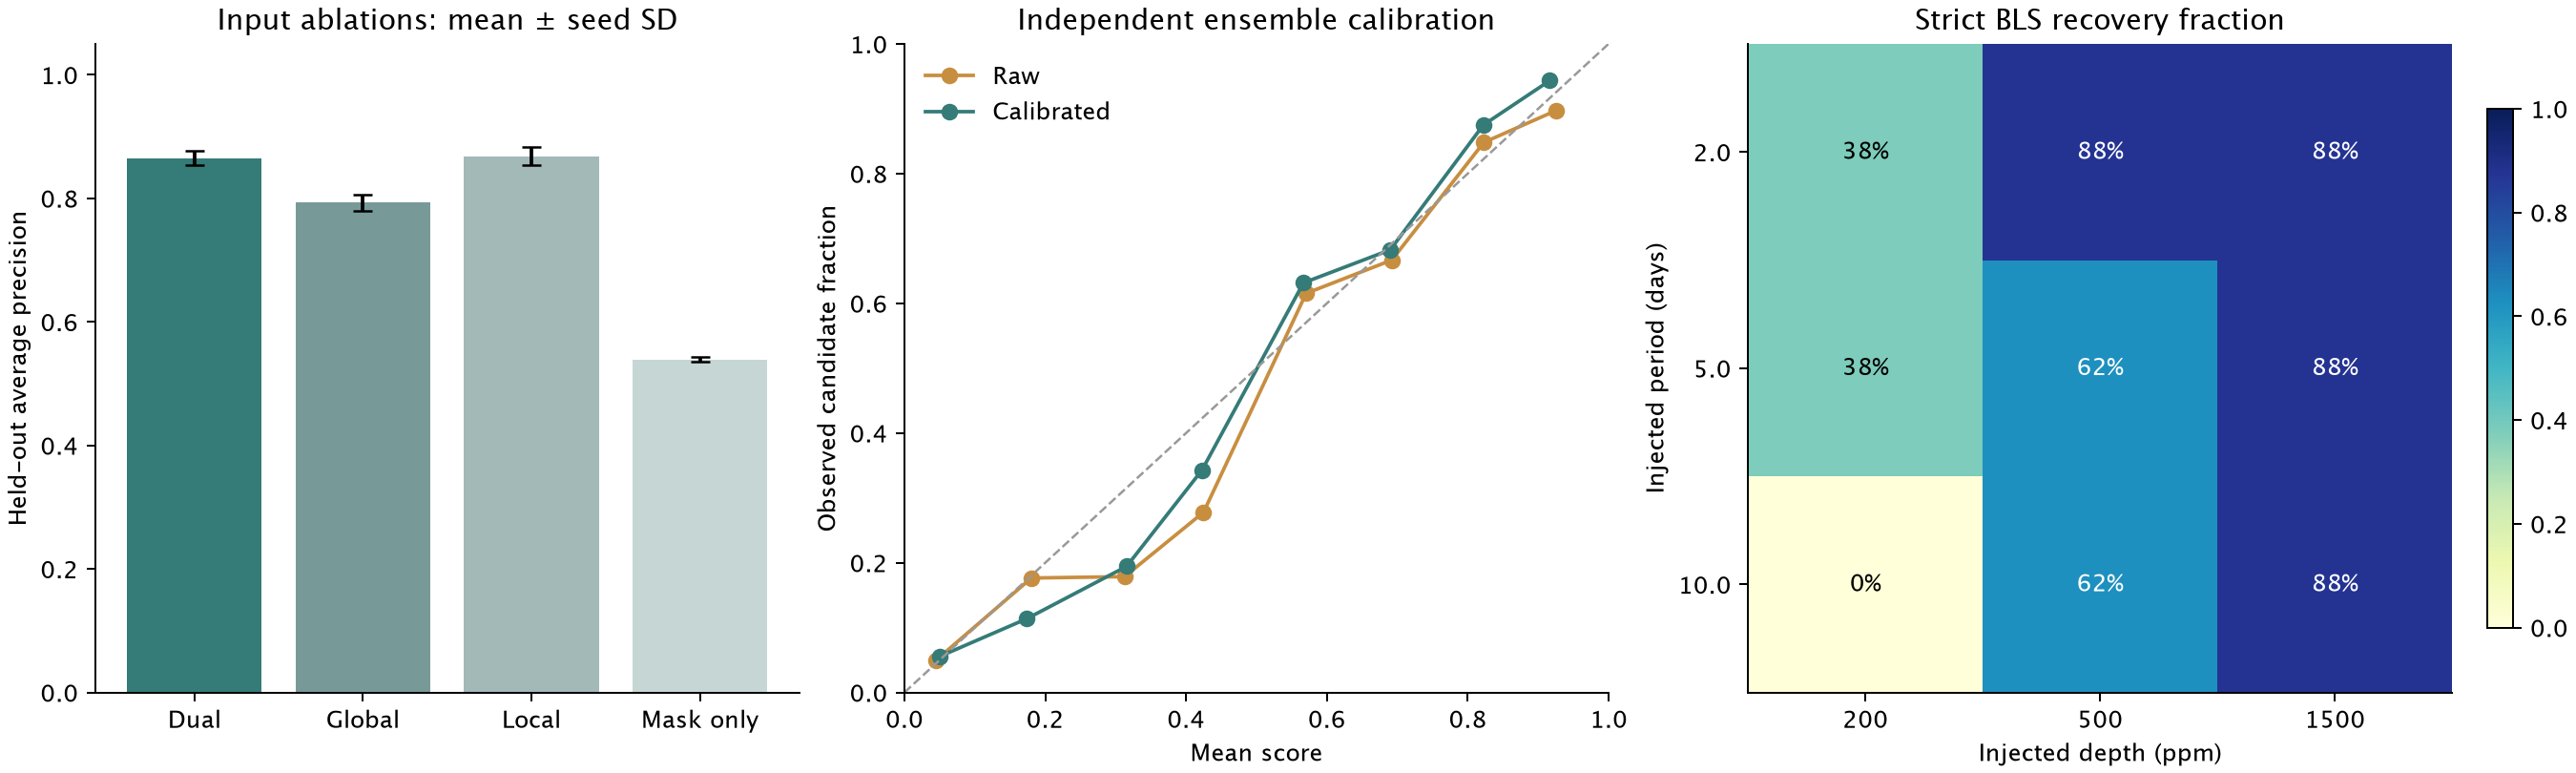 Input ablations: mean ± seed SD
Held-out average precision
1.0
0.8
0.6
0.4
0.2
0.0
Dual
Global
Local
Mask only
Independent ensemble calibration
Raw
Calibrated
Observed candidate fraction
1.0
0.8
0.6
0.4
0.2
0.0
0.0
0.2
0.4
0.6
0.8
1.0
Mean score
Strict BLS recovery fraction
Injected period (days)
2.0
38%
88%
88%
5.0
38%
62%
88%
10.0
0%
62%
88%
200
500
1500
Injected depth (ppm)
1.0
0.8
0.6
0.4
0.2
0.0